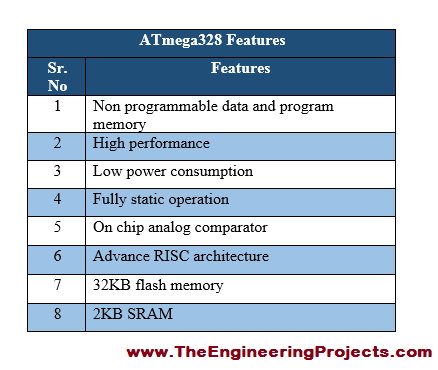 ATmega328 Features
Sr. Features
No
1 Non programmable data and program
memory
2 High performance
3 Low power consumption
4 Fully static operation
5 On chip analog comparator
6 Advance RISC architecture
7 32KB flash memory
8 2KB SRAM
www.TheEngineeringProjects.com